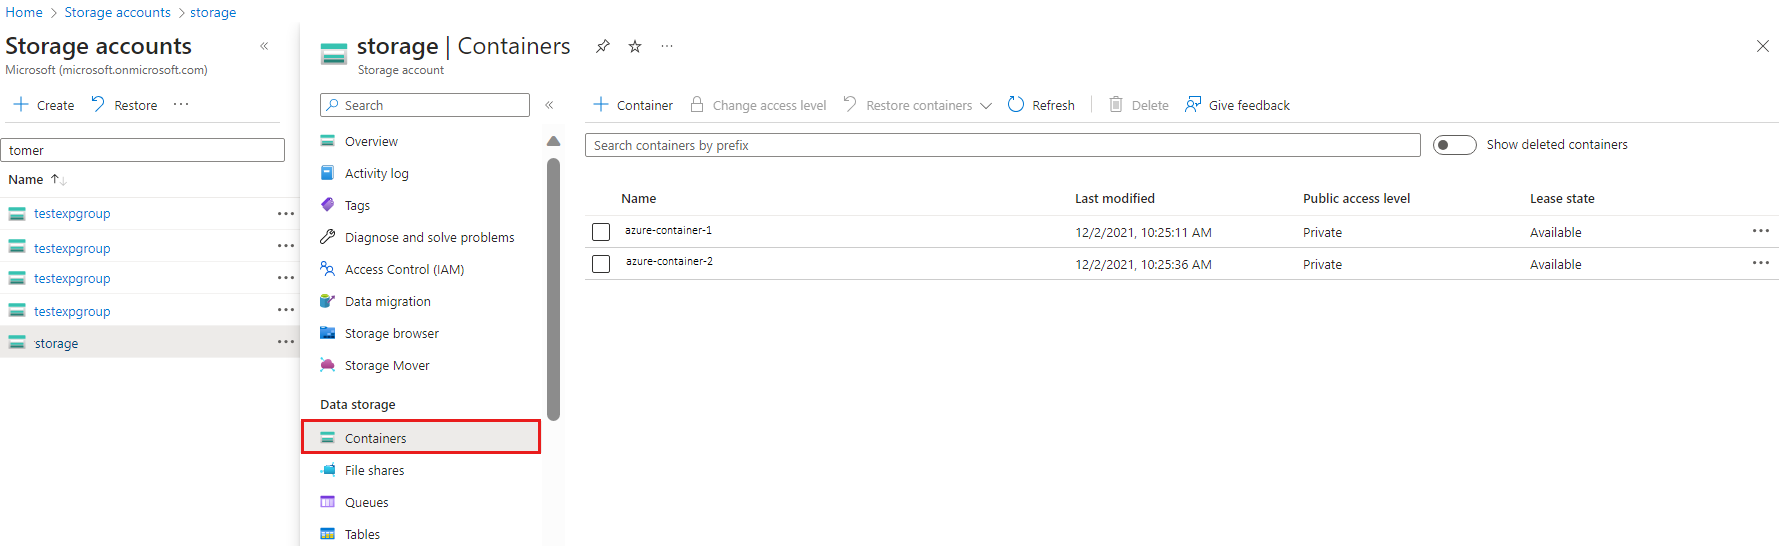 Home > Storage accounts > storage
Storage accounts
Microsoft (microsoft.onmicrosoft.com)
Create Restore ...
tomer
Name
testexpgroup ...
testexpgroup ...
testexpgroup ...
testexpgroup ...
storage ...
storage | Containers ...
Storage account
Search
Overview
Activity log
Tags
Diagnose and solve problems
Access Control (IAM)
Data migration
Storage browser
Storage Mover
Data storage
Containers
File shares
Queues
Tables
Container Change access level Restore containers Refresh Delete Give feedback
Search containers by prefix Show deleted containers
Name Last modified Public access level Lease state
azure-container-1 12/2/2021, 10:25:11 AM Private Available ...
azure-container-2 12/2/2021, 10:25:36 AM Private Available ...